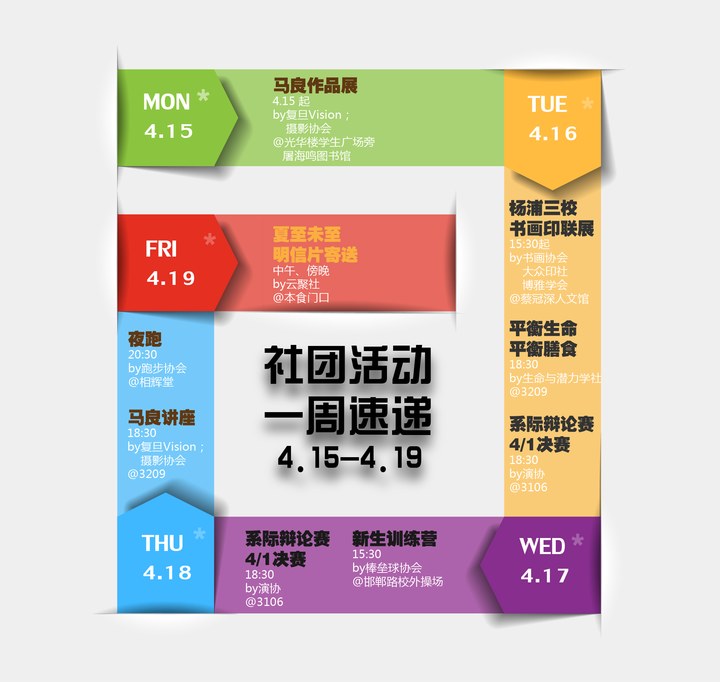 MON
4.15
马良作品展
4.15 起
by复旦Vision；
摄影协会
@光华楼学生广场旁
屠海鸣图书馆
TUE
4.16
杨浦三校
书画印联展
15:30起
by书画协会
大众印社
博雅学会
@蔡冠深人文馆
平衡生命
平衡膳食
18:30
by生命与潜力学社
@3209
系际辩论赛
4/1决赛
18:30
by演协
@3106
WED
4.17
新生训练营
15:30
by棒垒球协会
@邯郸路校外操场
系际辩论赛
4/1决赛
18:30
by演协
@3106
THU
4.18
马良讲座
18:30
by复旦Vision；
摄影协会
@3209
夜跑
20:30
by跑步协会
@相辉堂
FRI
4.19
夏至未至
明信片寄送
中午、傍晚
by云聚社
@本食门口
社团活动
一周速递
4.15—4.19